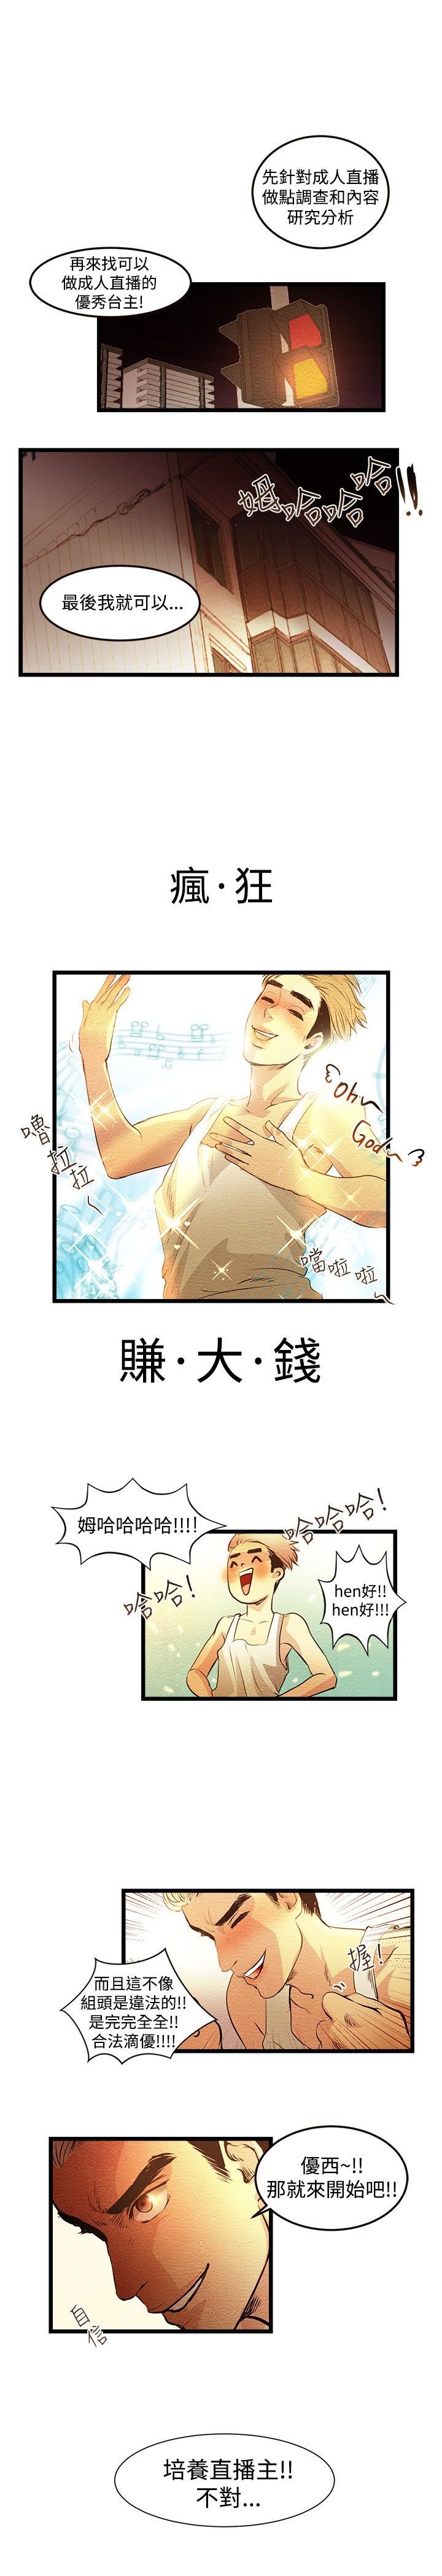 先針對成人直播
做點調查和內容
研究分析
再來找可以
做成人直播的
優秀台主!
姆哈哈哈!!
最後我就可以...
瘋·狂
Oh~
God~
嚕拉拉~
噹啦啦~
賺·大·錢
姆哈哈哈哈!!!!
哈哈哈!
哈哈!
hen好!!
hen好!!!
握!
而且這不像
組頭是違法的!!
是完完全全!!
合法滴優!!!!
優西~!!
那就來開始吧!!
自信
培養直播主!!
不對...